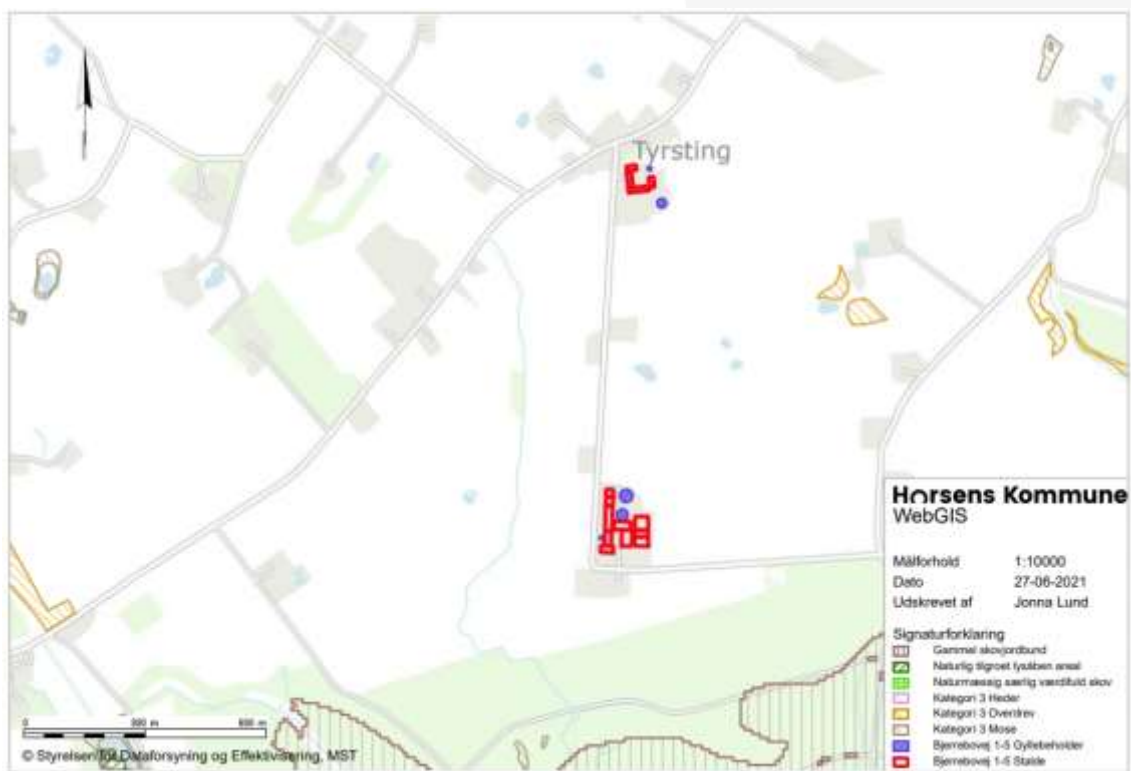 Tyrsting
Horsens Kommune
WebGIS
Målforhold 1:10000
Dato 27-06-2021
Udskrevet af Jonna Lund
Signaturforklaring
Gammel skovjordbund
Naturlig tilgroet lysåben areal
Naturmæssig særlig værdifuld skov
Kategori 3 Heder
Kategori 3 Overdrev
Kategori 3 Mose
Bjerrebovej 1-5 Gyllebeholder
Bjerrebovej 1-5 Stalde
0 m m
© Styrelsen for Dataforsyning og Effektivisering, MST